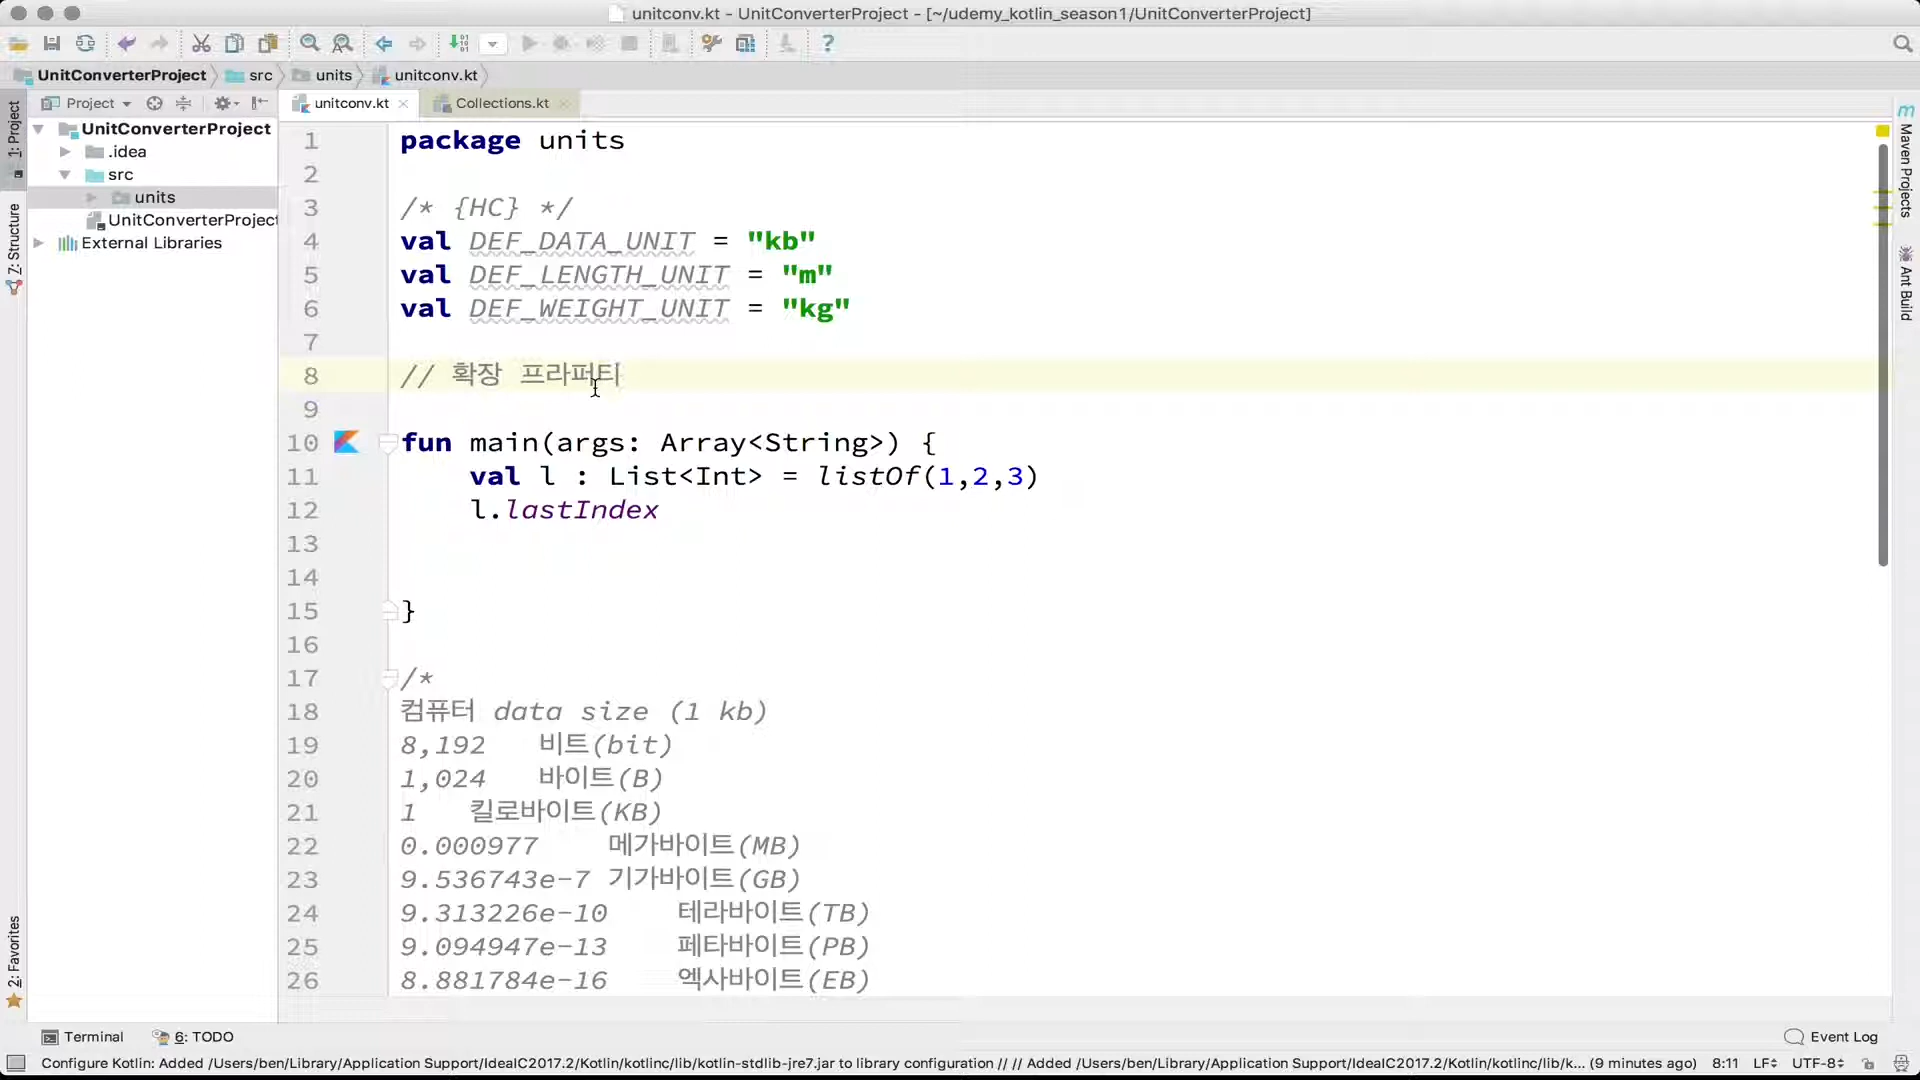 unitconv.kt - UnitConverterProject - [~/udemy_kotlin_season1/UnitConverterProject]
UnitConverterProject src units unitconv.kt
Project unitconv.kt Collections.kt
1: Project
Z: Structure
2: Favorites
UnitConverterProject
.idea
src
units
UnitConverterProject
External Libraries
1 package units
2
3 /* {HC} */
4 val DEF_DATA_UNIT = "kb"
5 val DEF_LENGTH_UNIT = "m"
6 val DEF_WEIGHT_UNIT = "kg"
7
8 // 확장 프라퍼티
9
10 fun main(args: Array<String>) {
11 val l : List<Int> = listOf(1,2,3)
12 l.lastIndex
13
14
15 }
16
17 /*
18 컴퓨터 data size (1 kb)
19 8,192 비트(bit)
20 1,024 바이트(B)
21 1 킬로바이트(KB)
22 0.000977 메가바이트(MB)
23 9.536743e-7 기가바이트(GB)
24 9.313226e-10 테라바이트(TB)
25 9.094947e-13 페타바이트(PB)
26 8.881784e-16 엑사바이트(EB)
Maven Projects
Ant Build
Terminal 6: TODO Event Log
Configure Kotlin: Added /Users/ben/Library/Application Support/IdeaIC2017.2/Kotlin/kotlinc/lib/kotlin-stdlib-jre7.jar to library configuration // // Added /Users/ben/Library/Application Support/IdeaIC2017.2/Kotlin/kotlinc/lib/k... (9 minutes ago) 8:11 LF UTF-8